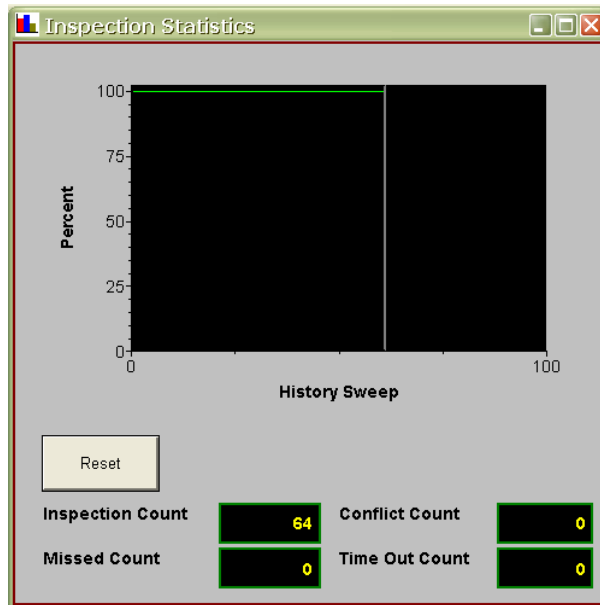 Inspection Statistics
100
75
Percent
50
25
0
0 100
History Sweep
Reset
Inspection Count 64 Conflict Count 0
Missed Count 0 Time Out Count 0